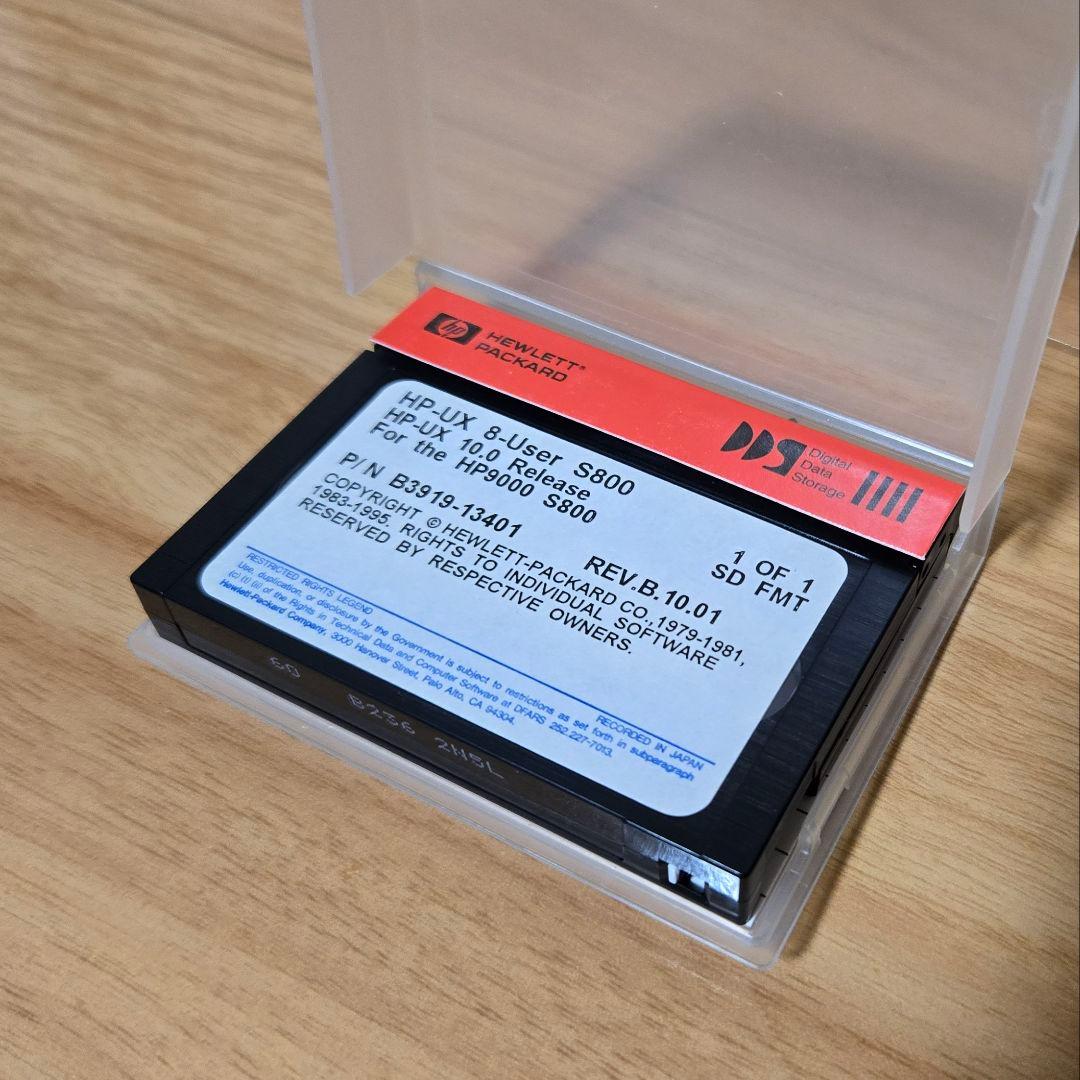 hp HEWLETT®
PACKARD
DDS Digital
Data
Storage
HP-UX 8-User S800
HP-UX 10.0 Release
For the HP9000 S800
1 OF 1
P/N B3919-13401 REV.B.10.01 SD FMT
COPYRIGHT © HEWLETT-PACKARD CO.,1979-1981,
1983-1995. RIGHTS TO INDIVIDUAL SOFTWARE
RESERVED BY RESPECTIVE OWNERS.
RECORDED IN JAPAN
RESTRICTED RIGHTS LEGEND
Use, duplication, or disclosure by the Government is subject to restrictions as set forth in subparagraph
(c) (i) (ii) of the Rights in Technical Data and Computer Software at DFARS 252.227-7013.
Hewlett-Packard Company, 3000 Hanover Street, Palo Alto, CA 94304.
B236 2H5L